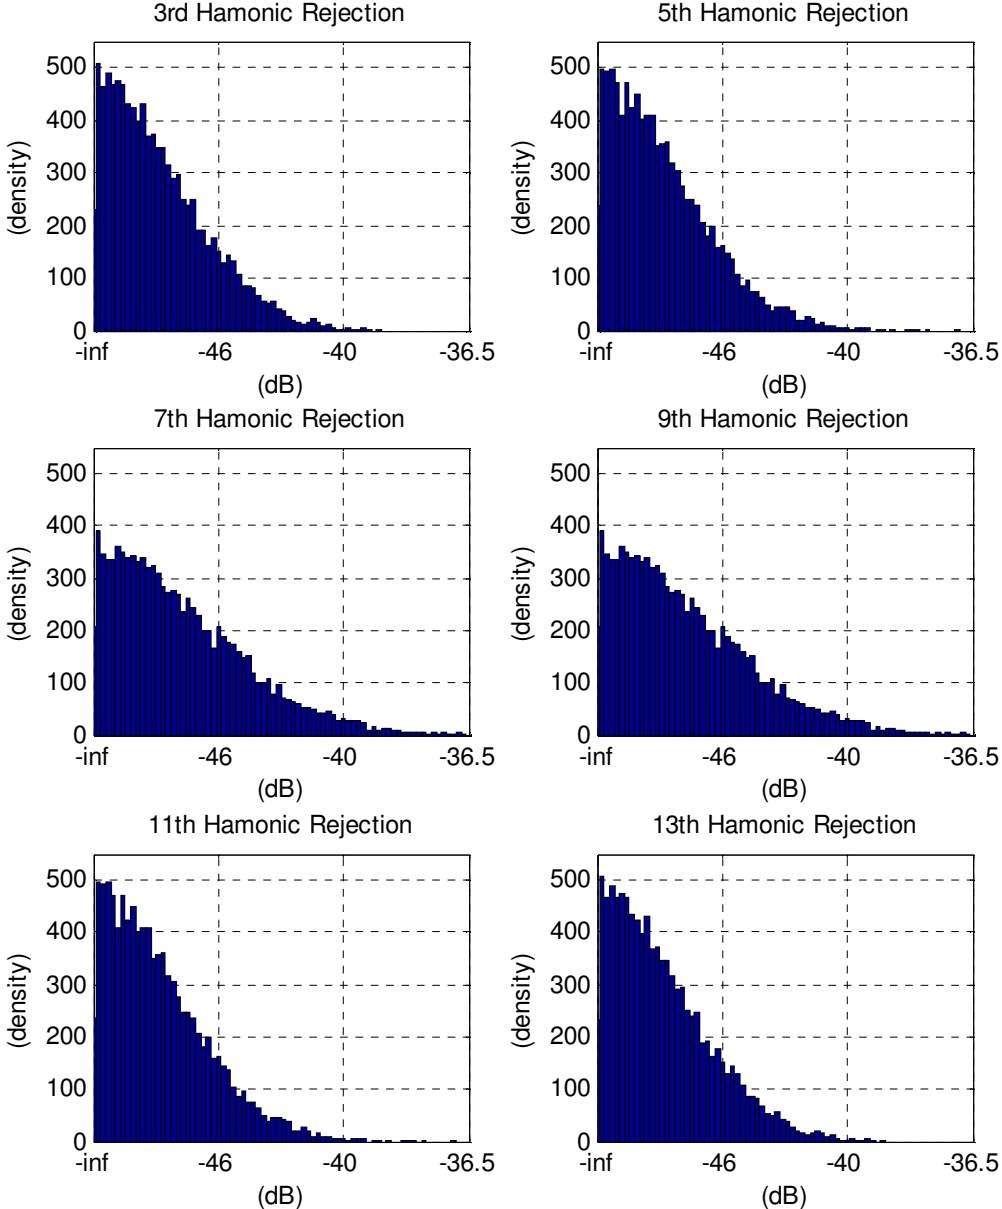 3rd Hamonic Rejection
500
400
300
200
100
0
(density)
-inf
-46
-40
-36.5
(dB)
5th Hamonic Rejection
500
400
300
200
100
0
(density)
-inf
-46
-40
-36.5
(dB)
7th Hamonic Rejection
500
400
300
200
100
0
(density)
-inf
-46
-40
-36.5
(dB)
9th Hamonic Rejection
500
400
300
200
100
0
(density)
-inf
-46
-40
-36.5
(dB)
11th Hamonic Rejection
500
400
300
200
100
0
(density)
-inf
-46
-40
-36.5
(dB)
13th Hamonic Rejection
500
400
300
200
100
0
(density)
-inf
-46
-40
-36.5
(dB)